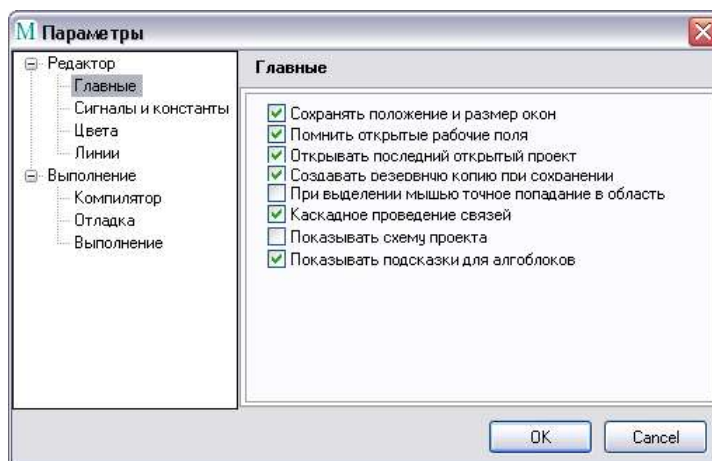 M Параметры
Редактор
Главные
Сигналы и константы
Цвета
Линии
Выполнение
Компилятор
Отладка
Выполнение
Главные
Сохранять положение и размер окон
Помнить открытые рабочие поля
Открывать последний открытый проект
Создавать резервную копию при сохранении
При выделении мышью точное попадание в область
Каскадное проведение связей
Показывать схему проекта
Показывать подсказки для алгоблоков
OK
Cancel